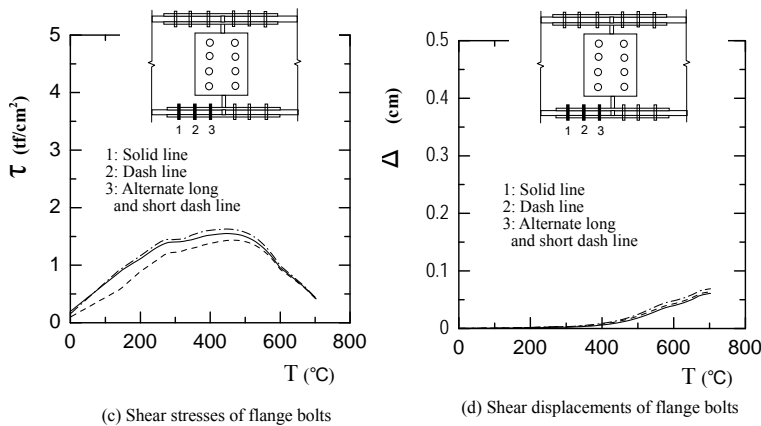 5
4
3
2
1
0
τ (tf/cm²)
1 2 3
1: Solid line
2: Dash line
3: Alternate long
and short dash line
0 200 400 600 800
T (℃)
(c) Shear stresses of flange bolts
0.5
0.4
0.3
0.2
0.1
0
Δ (cm)
1 2 3
1: Solid line
2: Dash line
3: Alternate long
and short dash line
0 200 400 600 800
T (℃)
(d) Shear displacements of flange bolts